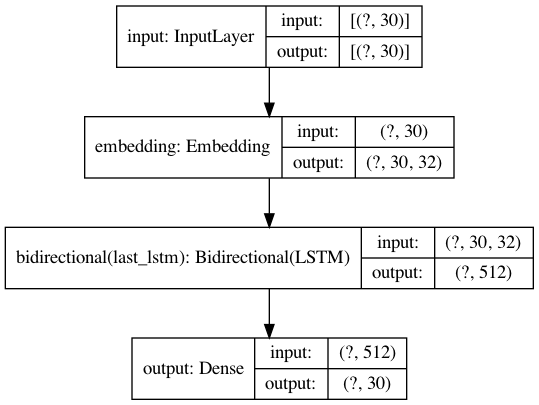 input: InputLayer
input: [(?, 30)]
output: [(?, 30)]
embedding: Embedding
input: (?, 30)
output: (?, 30, 32)
bidirectional(last_lstm): Bidirectional(LSTM)
input: (?, 30, 32)
output: (?, 512)
output: Dense
input: (?, 512)
output: (?, 30)